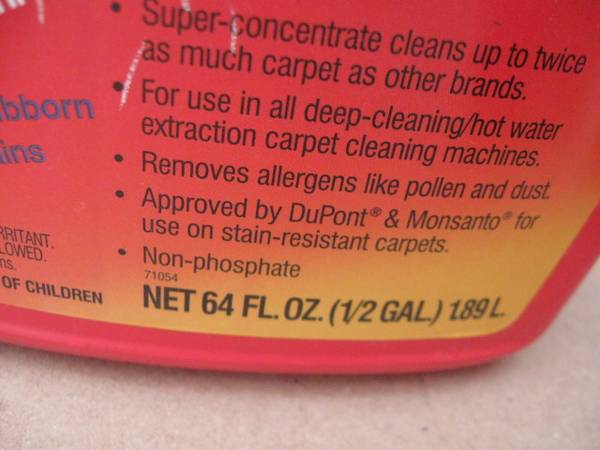 • Super-concentrate cleans up to twice
as much carpet as other brands.
• For use in all deep-cleaning/hot water
extraction carpet cleaning machines.
• Removes allergens like pollen and dust.
• Approved by DuPont® & Monsanto® for
use on stain-resistant carpets.
• Non-phosphate
71054
NET 64 FL. OZ. (1/2 GAL.) 1.89 L
bborn
ins
RRITANT.
LOWED.
ns.
OF CHILDREN